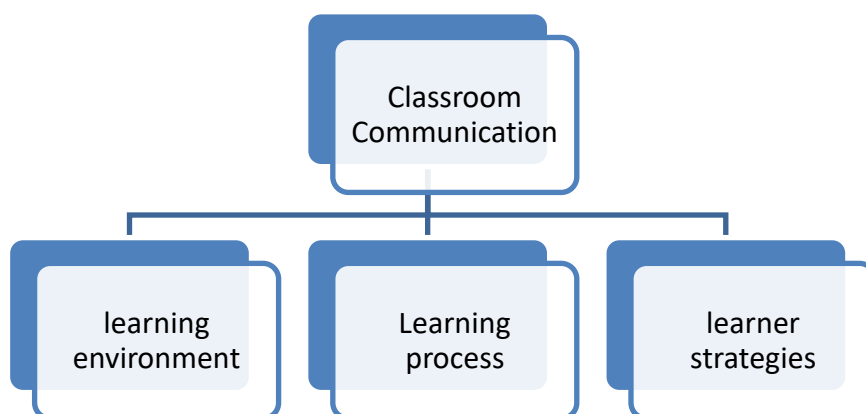 Classroom
Communication
learning
environment
Learning
process
learner
strategies